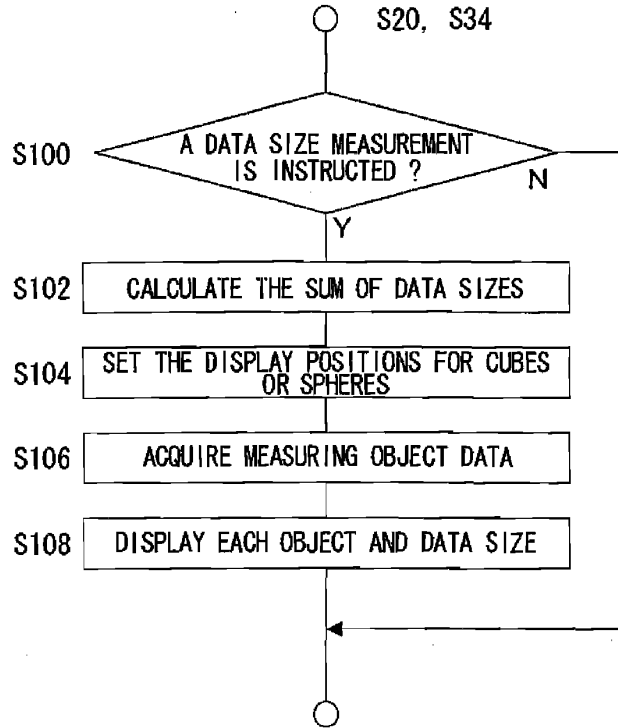 S20, S34
S100
A DATA SIZE MEASUREMENT
IS INSTRUCTED ?
N
Y
S102
CALCULATE THE SUM OF DATA SIZES
S104
SET THE DISPLAY POSITIONS FOR CUBES
OR SPHERES
S106
ACQUIRE MEASURING OBJECT DATA
S108
DISPLAY EACH OBJECT AND DATA SIZE